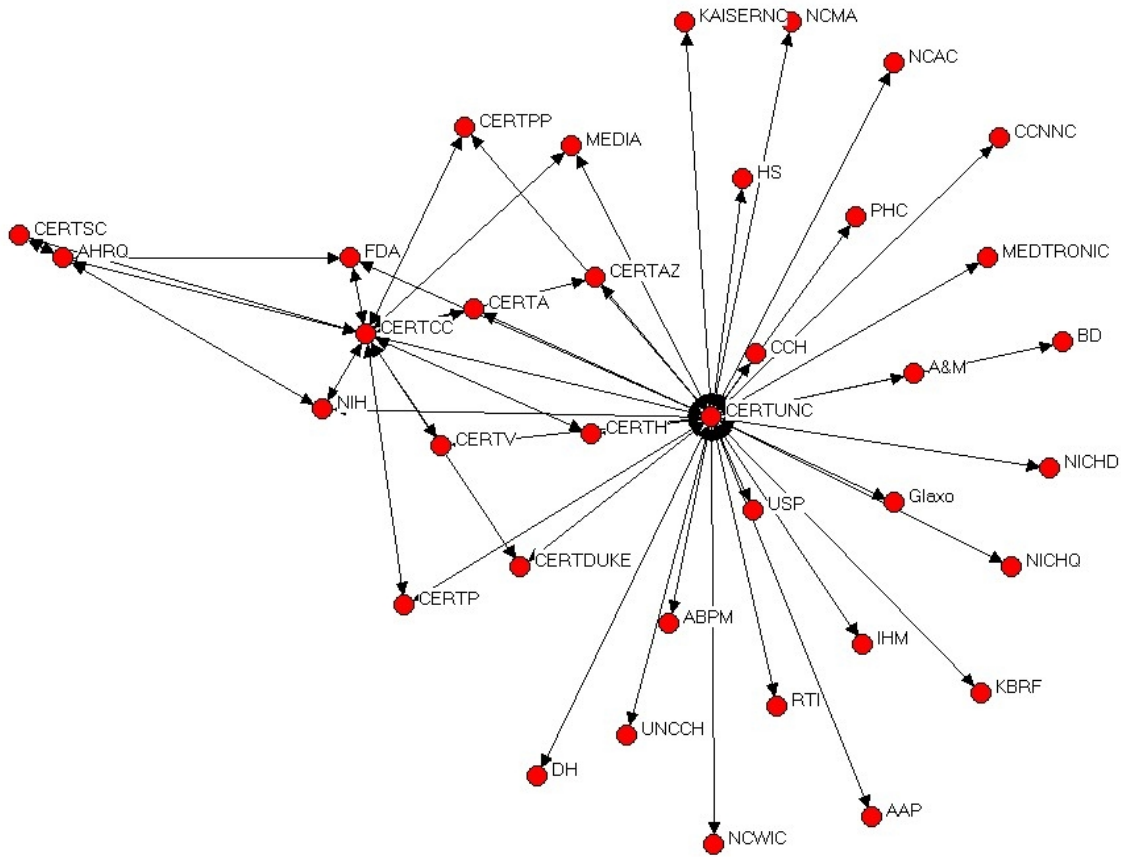 KAISERNC
NCMA
NCAC
CERTPP
MEDIA
CCNNC
HS
PHC
CERTSC
AHRQ
FDA
CERTAZ
MEDTRONIC
CERTA
CERTCC
CCH
BD
A&M
NIH
CERTUNC
CERTH
CERTV
NICHD
USP
Glaxo
CERTDUKE
NICHQ
CERTP
ABPM
IHM
KBRF
RTI
UNCCH
DH
AAP
NCWIC